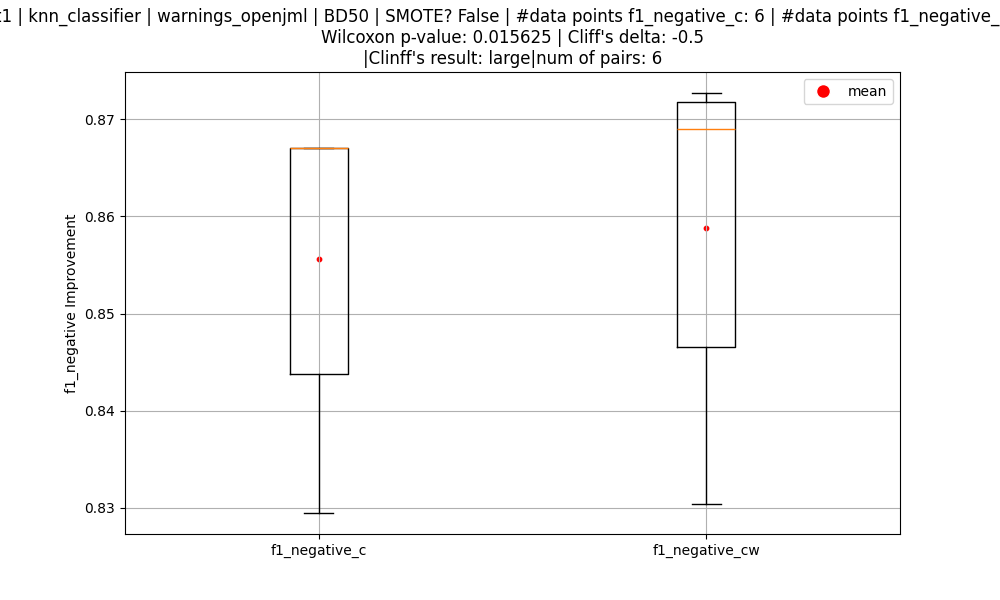 1 | knn_classifier | warnings_openjml | BD50 | SMOTE? False | #data points f1_negative_c: 6 | #data points f1_negative_
Wilcoxon p-value: 0.015625 | Cliff's delta: -0.5
|Clinff's result: large|num of pairs: 6
mean
0.87
0.86
0.85
0.84
0.83
f1_negative Improvement
f1_negative_c
f1_negative_cw